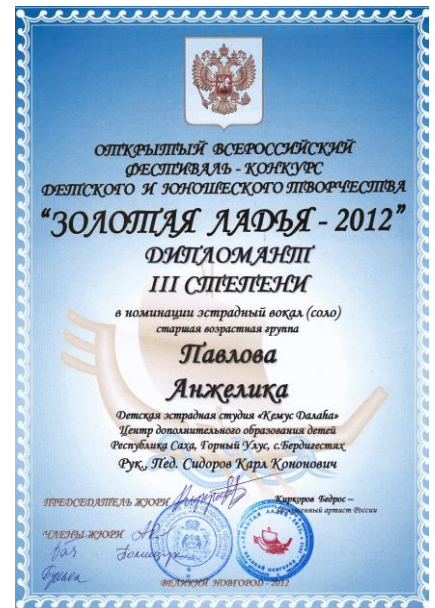 ОТКРЫТЫЙ ВСЕРОССИЙСКИЙ
ФЕСТИВАЛЬ - КОНКУРС
ДЕТСКОГО И ЮНОШЕСКОГО ТВОРЧЕСТВА
"ЗОЛОТАЯ ЛАДЬЯ - 2012"
ДИПЛОМАНТ
III СТЕПЕНИ
в номинации эстрадный вокал (соло)
старшая возрастная группа
Павлова
Анжелика
Детская эстрадная студия «Кемус Dалаhа»
Центр дополнительного образования детей
Республика Саха, Горный Улус, с.Бердигестях
Рук., Пед. Сидоров Карл Кононович
ПРЕДСЕДАТЕЛЬ ЖЮРИ
Киркоров Бедрос –
Заслуженный артист России
ЧЛЕНЫ ЖЮРИ
ВЕЛИКИЙ НОВГОРОД - 2012